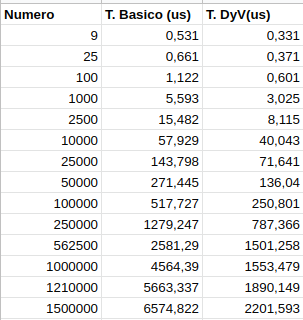 Numero T. Basico (us) T. DyV(us)
9 0,531 0,331
25 0,661 0,371
100 1,122 0,601
1000 5,593 3,025
2500 15,482 8,115
10000 57,929 40,043
25000 143,798 71,641
50000 271,445 136,04
100000 517,727 250,801
250000 1279,247 787,366
562500 2581,29 1501,258
1000000 4564,39 1553,479
1210000 5663,337 1890,149
1500000 6574,822 2201,593